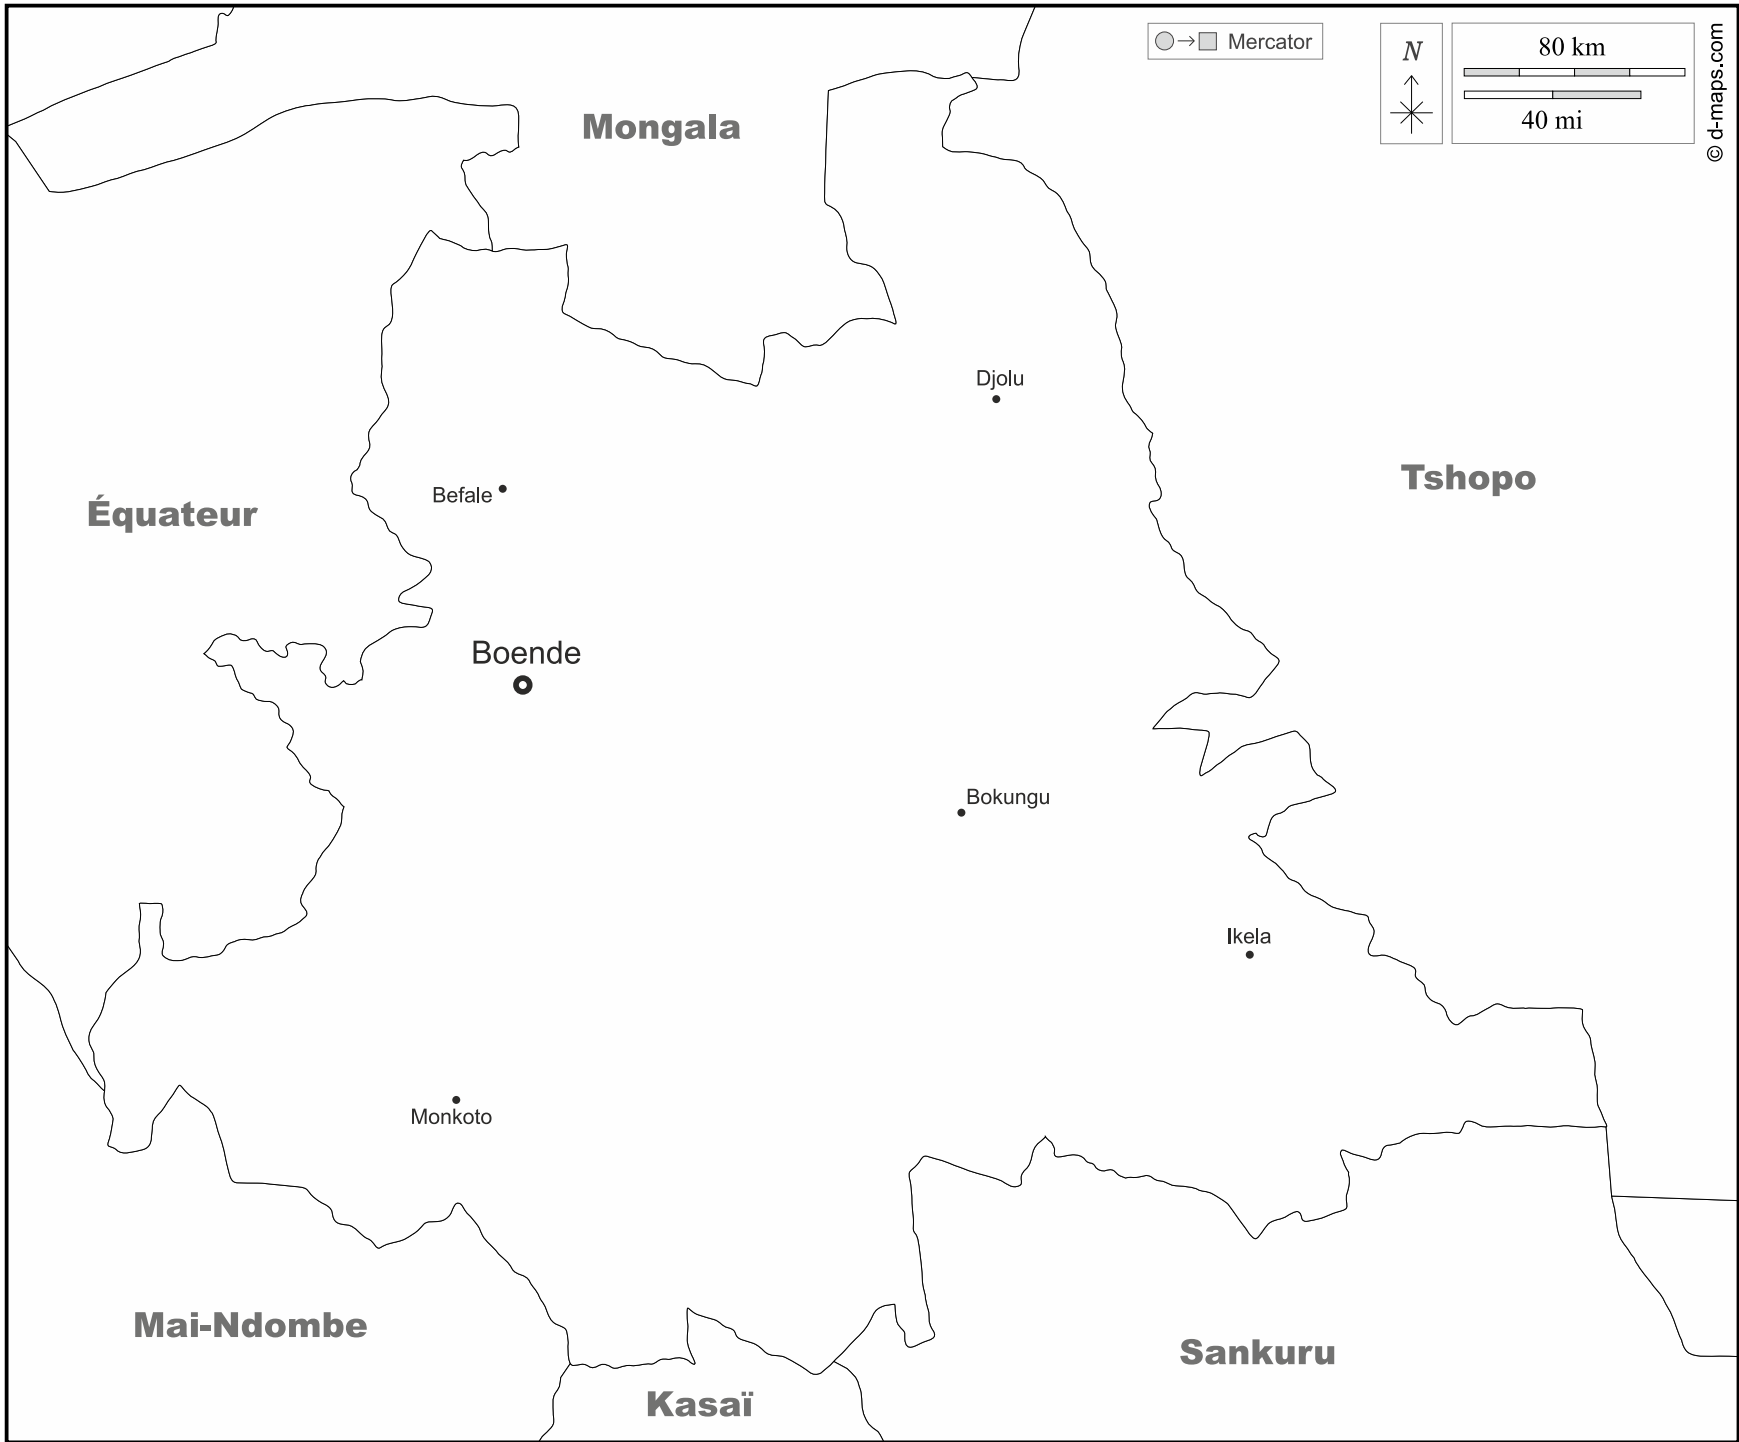 Mercator
N
80 km
40 mi
© d-maps.com
Mongala
Djolu
Tshopo
Befale
Équateur
Boende
Bokungu
Ikela
Monkoto
Mai-Ndombe
Sankuru
Kasaï